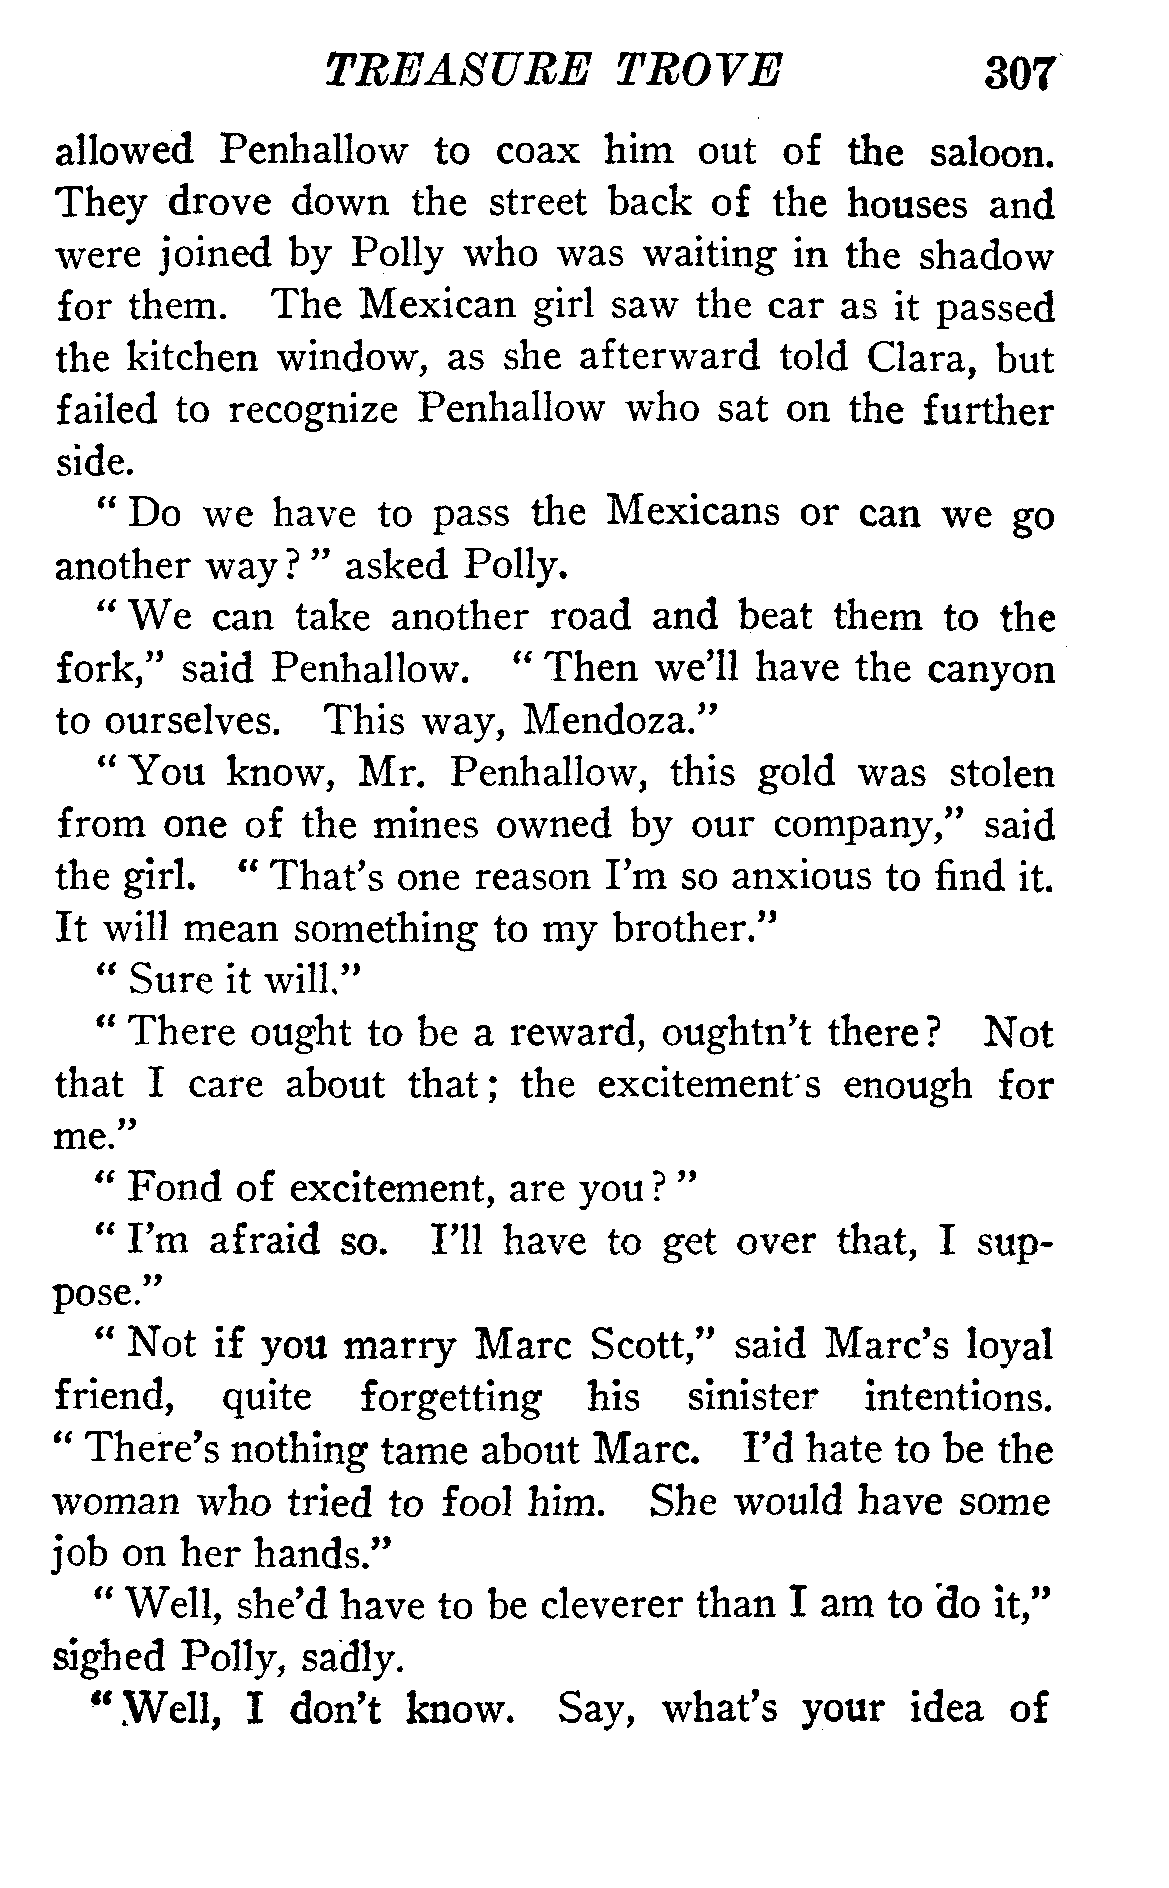 TREASURE TROVE 307
allowed Penhallow to coax him out of the saloon.
They drove down the street back of the houses and
were joined by Polly who was waiting in the shadow
for them. The Mexican girl saw the car as it passed
the kitchen window, as she afterward told Clara, but
failed to recognize Penhallow who sat on the further
side.
" Do we have to pass the Mexicans or can we go
another way? " asked Polly.
" We can take another road and beat them to the
fork," said Penhallow. " Then we'll have the canyon
to ourselves. This way, Mendoza."
" You know, Mr. Penhallow, this gold was stolen
from one of the mines owned by our company," said
the girl. " That's one reason I'm so anxious to find it.
It will mean something to my brother."
" Sure it will."
" There ought to be a reward, oughtn't there? Not
that I care about that; the excitement's enough for
me."
" Fond of excitement, are you? "
" I'm afraid so. I'll have to get over that, I sup-
pose."
" Not if you marry Marc Scott," said Marc's loyal
friend, quite forgetting his sinister intentions.
" There's nothing tame about Marc. I'd hate to be the
woman who tried to fool him. She would have some
job on her hands."
" Well, she'd have to be cleverer than I am to do it,"
sighed Polly, sadly.
" Well, I don't know. Say, what's your idea of